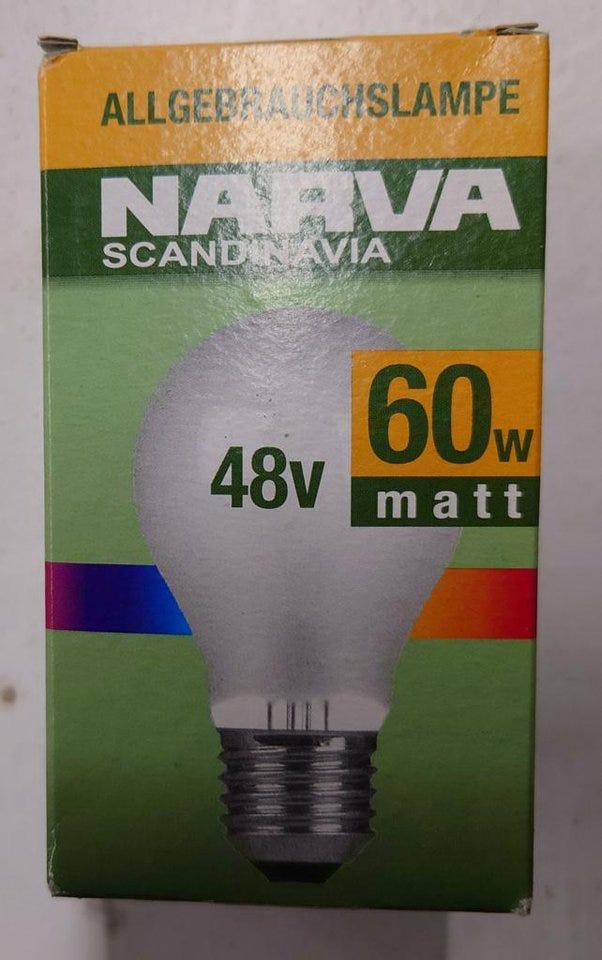 ALLGEBRAUCHSLAMPE
NARVA
SCANDINAVIA
60W
48V
matt